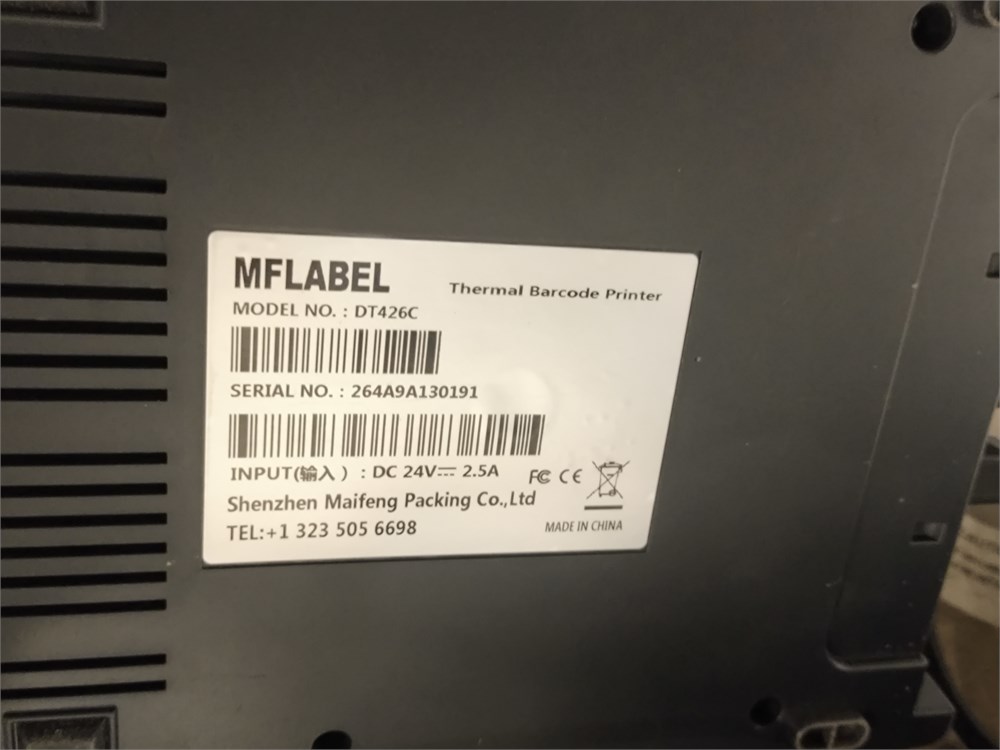 MFLABEL
Thermal Barcode Printer
MODEL NO. : DT426C
SERIAL NO. : 264A9A130191
INPUT(输入) : DC 24V⎓ 2.5A
FC CE
Shenzhen Maifeng Packing Co.,Ltd
TEL:+1 323 505 6698
MADE IN CHINA